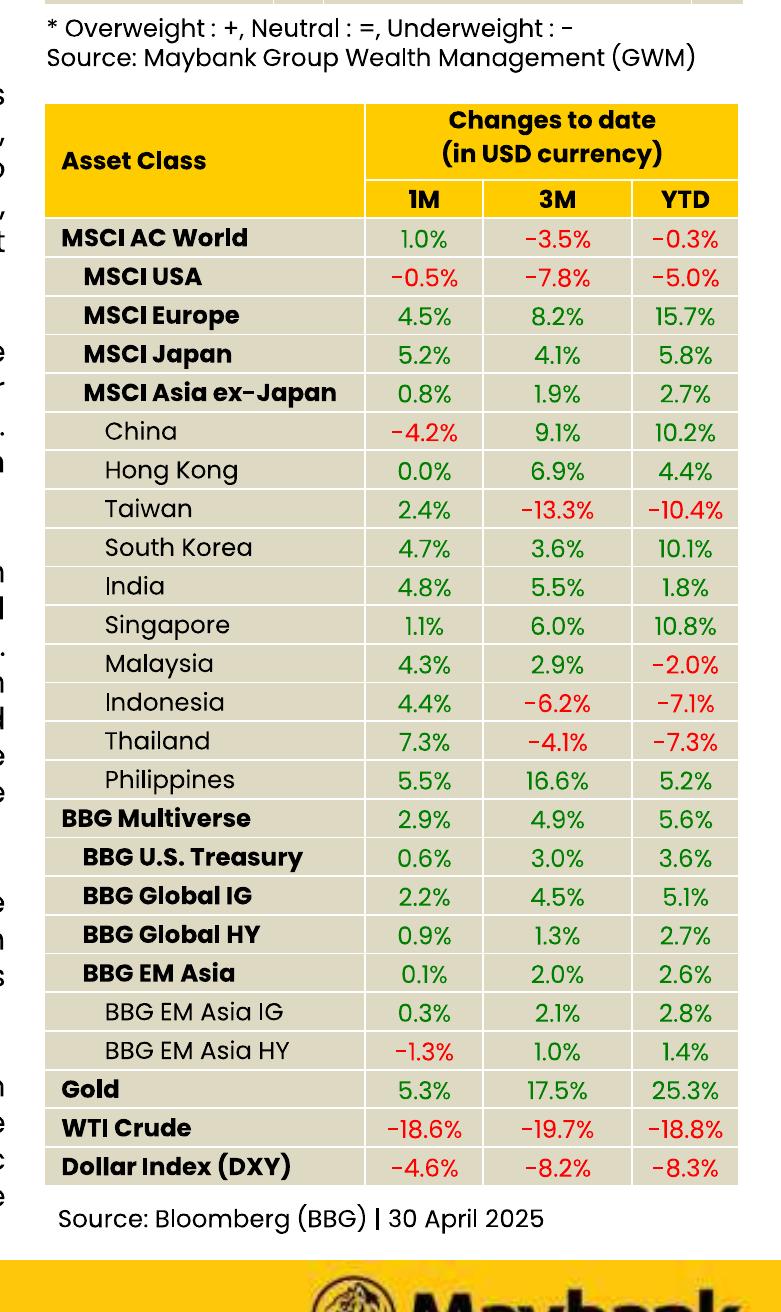 * Overweight : +, Neutral : =, Underweight : -
Source: Maybank Group Wealth Management (GWM)
Asset Class
Changes to date
(in USD currency)
1M 3M YTD
MSCI AC World 1.0% -3.5% -0.3%
MSCI USA -0.5% -7.8% -5.0%
MSCI Europe 4.5% 8.2% 15.7%
MSCI Japan 5.2% 4.1% 5.8%
MSCI Asia ex-Japan 0.8% 1.9% 2.7%
China -4.2% 9.1% 10.2%
Hong Kong 0.0% 6.9% 4.4%
Taiwan 2.4% -13.3% -10.4%
South Korea 4.7% 3.6% 10.1%
India 4.8% 5.5% 1.8%
Singapore 1.1% 6.0% 10.8%
Malaysia 4.3% 2.9% -2.0%
Indonesia 4.4% -6.2% -7.1%
Thailand 7.3% -4.1% -7.3%
Philippines 5.5% 16.6% 5.2%
BBG Multiverse 2.9% 4.9% 5.6%
BBG U.S. Treasury 0.6% 3.0% 3.6%
BBG Global IG 2.2% 4.5% 5.1%
BBG Global HY 0.9% 1.3% 2.7%
BBG EM Asia 0.1% 2.0% 2.6%
BBG EM Asia IG 0.3% 2.1% 2.8%
BBG EM Asia HY -1.3% 1.0% 1.4%
Gold 5.3% 17.5% 25.3%
WTI Crude -18.6% -19.7% -18.8%
Dollar Index (DXY) -4.6% -8.2% -8.3%
Source: Bloomberg (BBG) | 30 April 2025
Maybank